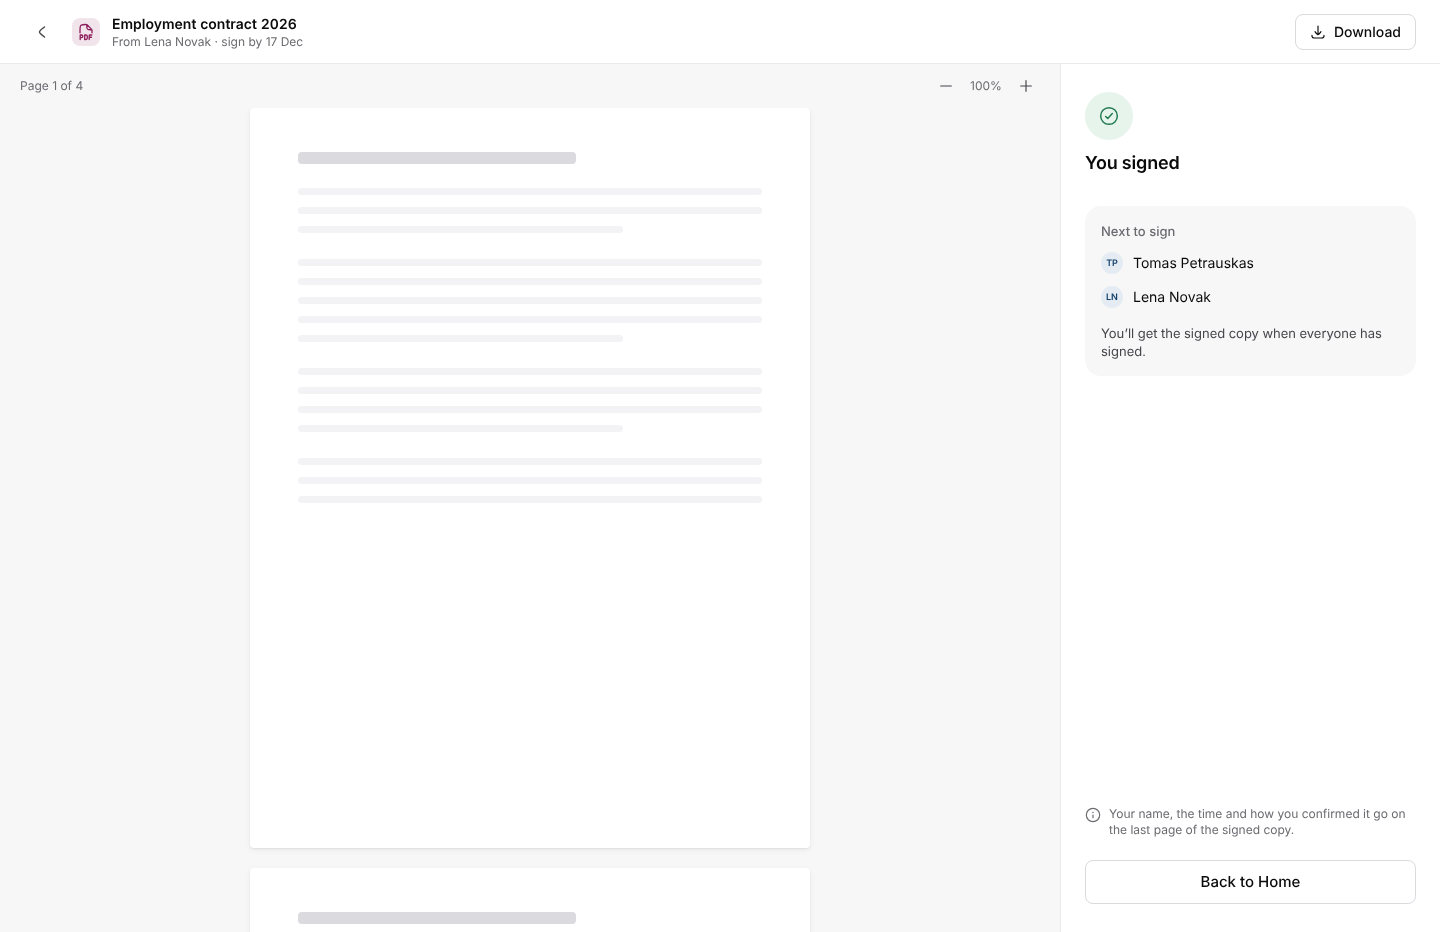 Employment contract 2026
From Lena Novak · sign by 17 Dec
Download
Page 1 of 4
100%
PDF
You signed
Next to sign
TP Tomas Petrauskas
LN Lena Novak
You’ll get the signed copy when everyone has
signed.
Your name, the time and how you confirmed it go on
the last page of the signed copy.
Back to Home